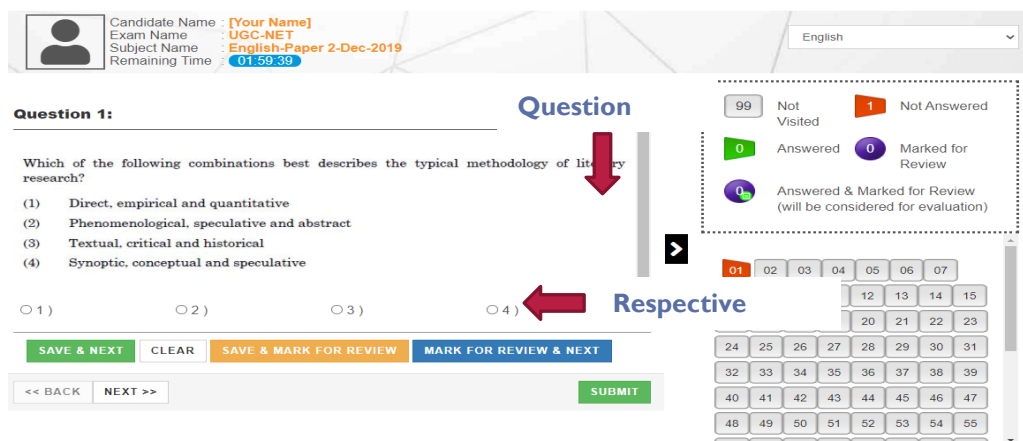 Candidate Name : [Your Name]
Exam Name : UGC-NET
Subject Name : English-Paper 2-Dec-2019
Remaining Time : 01:59:39
English
Question 1:
Question
Which of the following combinations best describes the typical methodology of literary
research?
(1) Direct, empirical and quantitative
(2) Phenomenological, speculative and abstract
(3) Textual, critical and historical
(4) Synoptic, conceptual and speculative
1 ) 2 ) 3 ) 4 )
Respective
SAVE & NEXT CLEAR SAVE & MARK FOR REVIEW MARK FOR REVIEW & NEXT
<< BACK NEXT >> SUBMIT
99 Not Visited
1 Not Answered
0 Answered
0 Marked for Review
0 Answered & Marked for Review
(will be considered for evaluation)
>
01 02 03 04 05 06 07
12 13 14 15
20 21 22 23
24 25 26 27 28 29 30 31
32 33 34 35 36 37 38 39
40 41 42 43 44 45 46 47
48 49 50 51 52 53 54 55